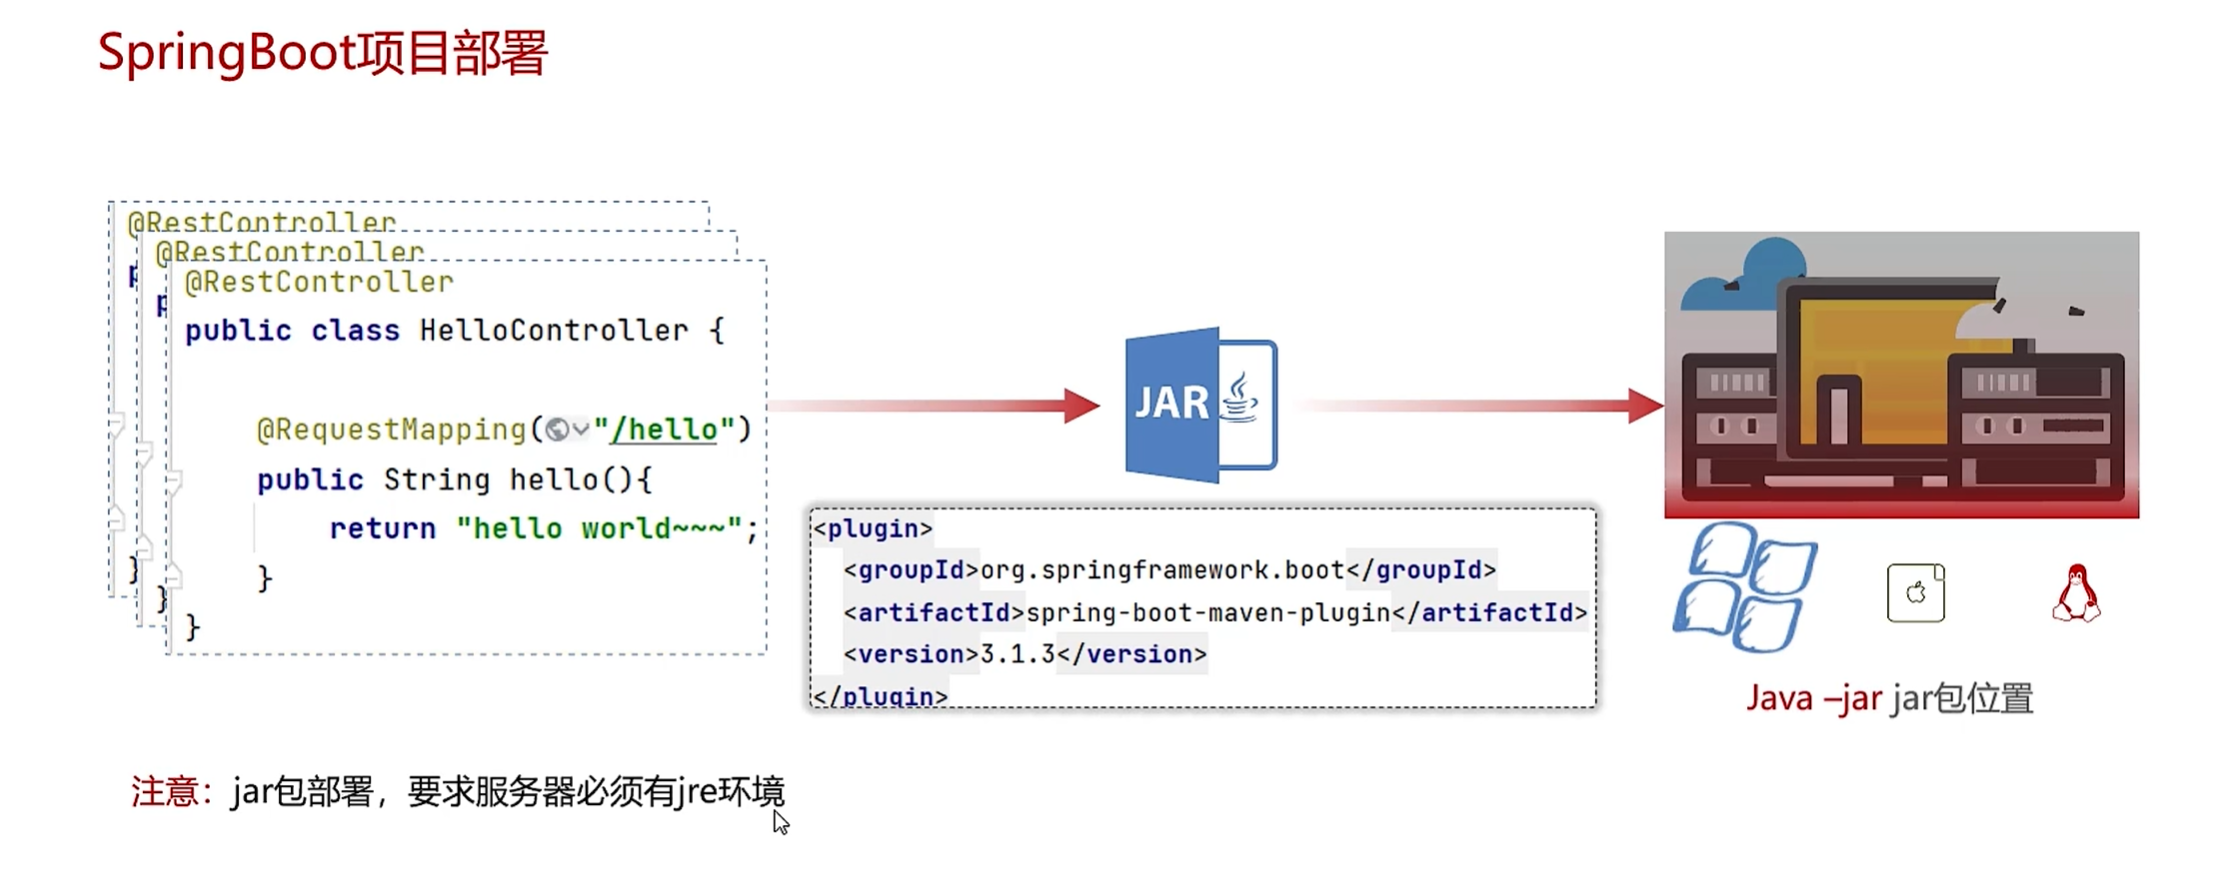 SpringBoot项目部署
@RestController
@RestController
@RestController
public class HelloController {
@RequestMapping("/hello")
public String hello(){
return "hello world~~~";
}
}
JAR
<plugin>
<groupId>org.springframework.boot</groupId>
<artifactId>spring-boot-maven-plugin</artifactId>
<version>3.1.3</version>
</plugin>
Java –jar jar包位置
注意：jar包部署，要求服务器必须有jre环境